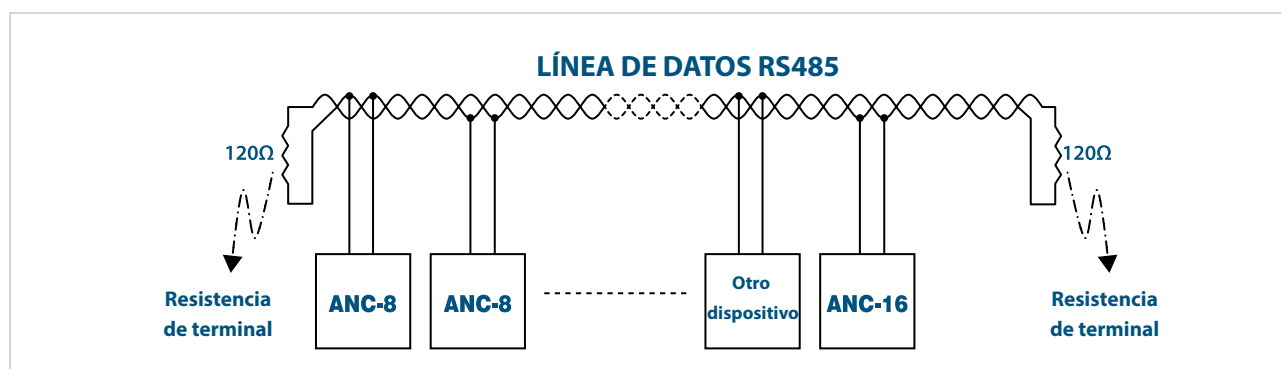 LÍNEA DE DATOS RS485
120Ω
120Ω
Resistencia
de terminal
ANC-8
ANC-8
Otro
dispositivo
ANC-16
Resistencia
de terminal